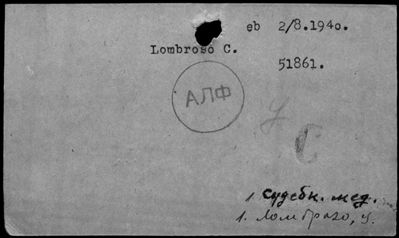 eb 2/8.1940.
Lombroso C.
51861.
АЛФ
С
1 Судебн. мед.
1. Ломброзо, Ч.